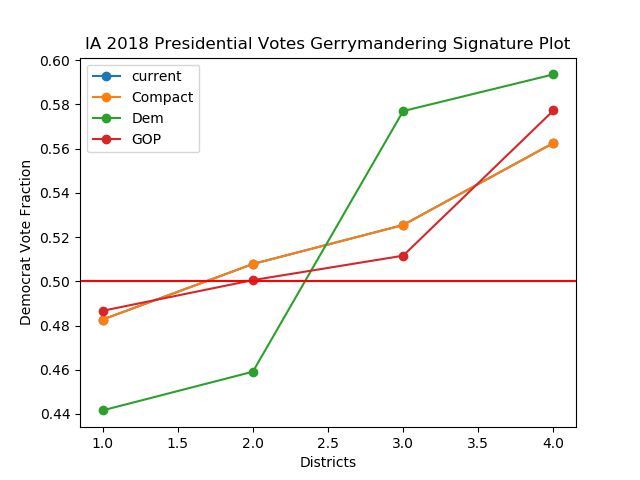 IA 2018 Presidential Votes Gerrymandering Signature Plot
0.60
0.58
0.56
0.54
0.52
0.50
0.48
0.46
0.44
Democrat Vote Fraction
current
Compact
Dem
GOP
1.0 1.5 2.0 2.5 3.0 3.5 4.0
Districts